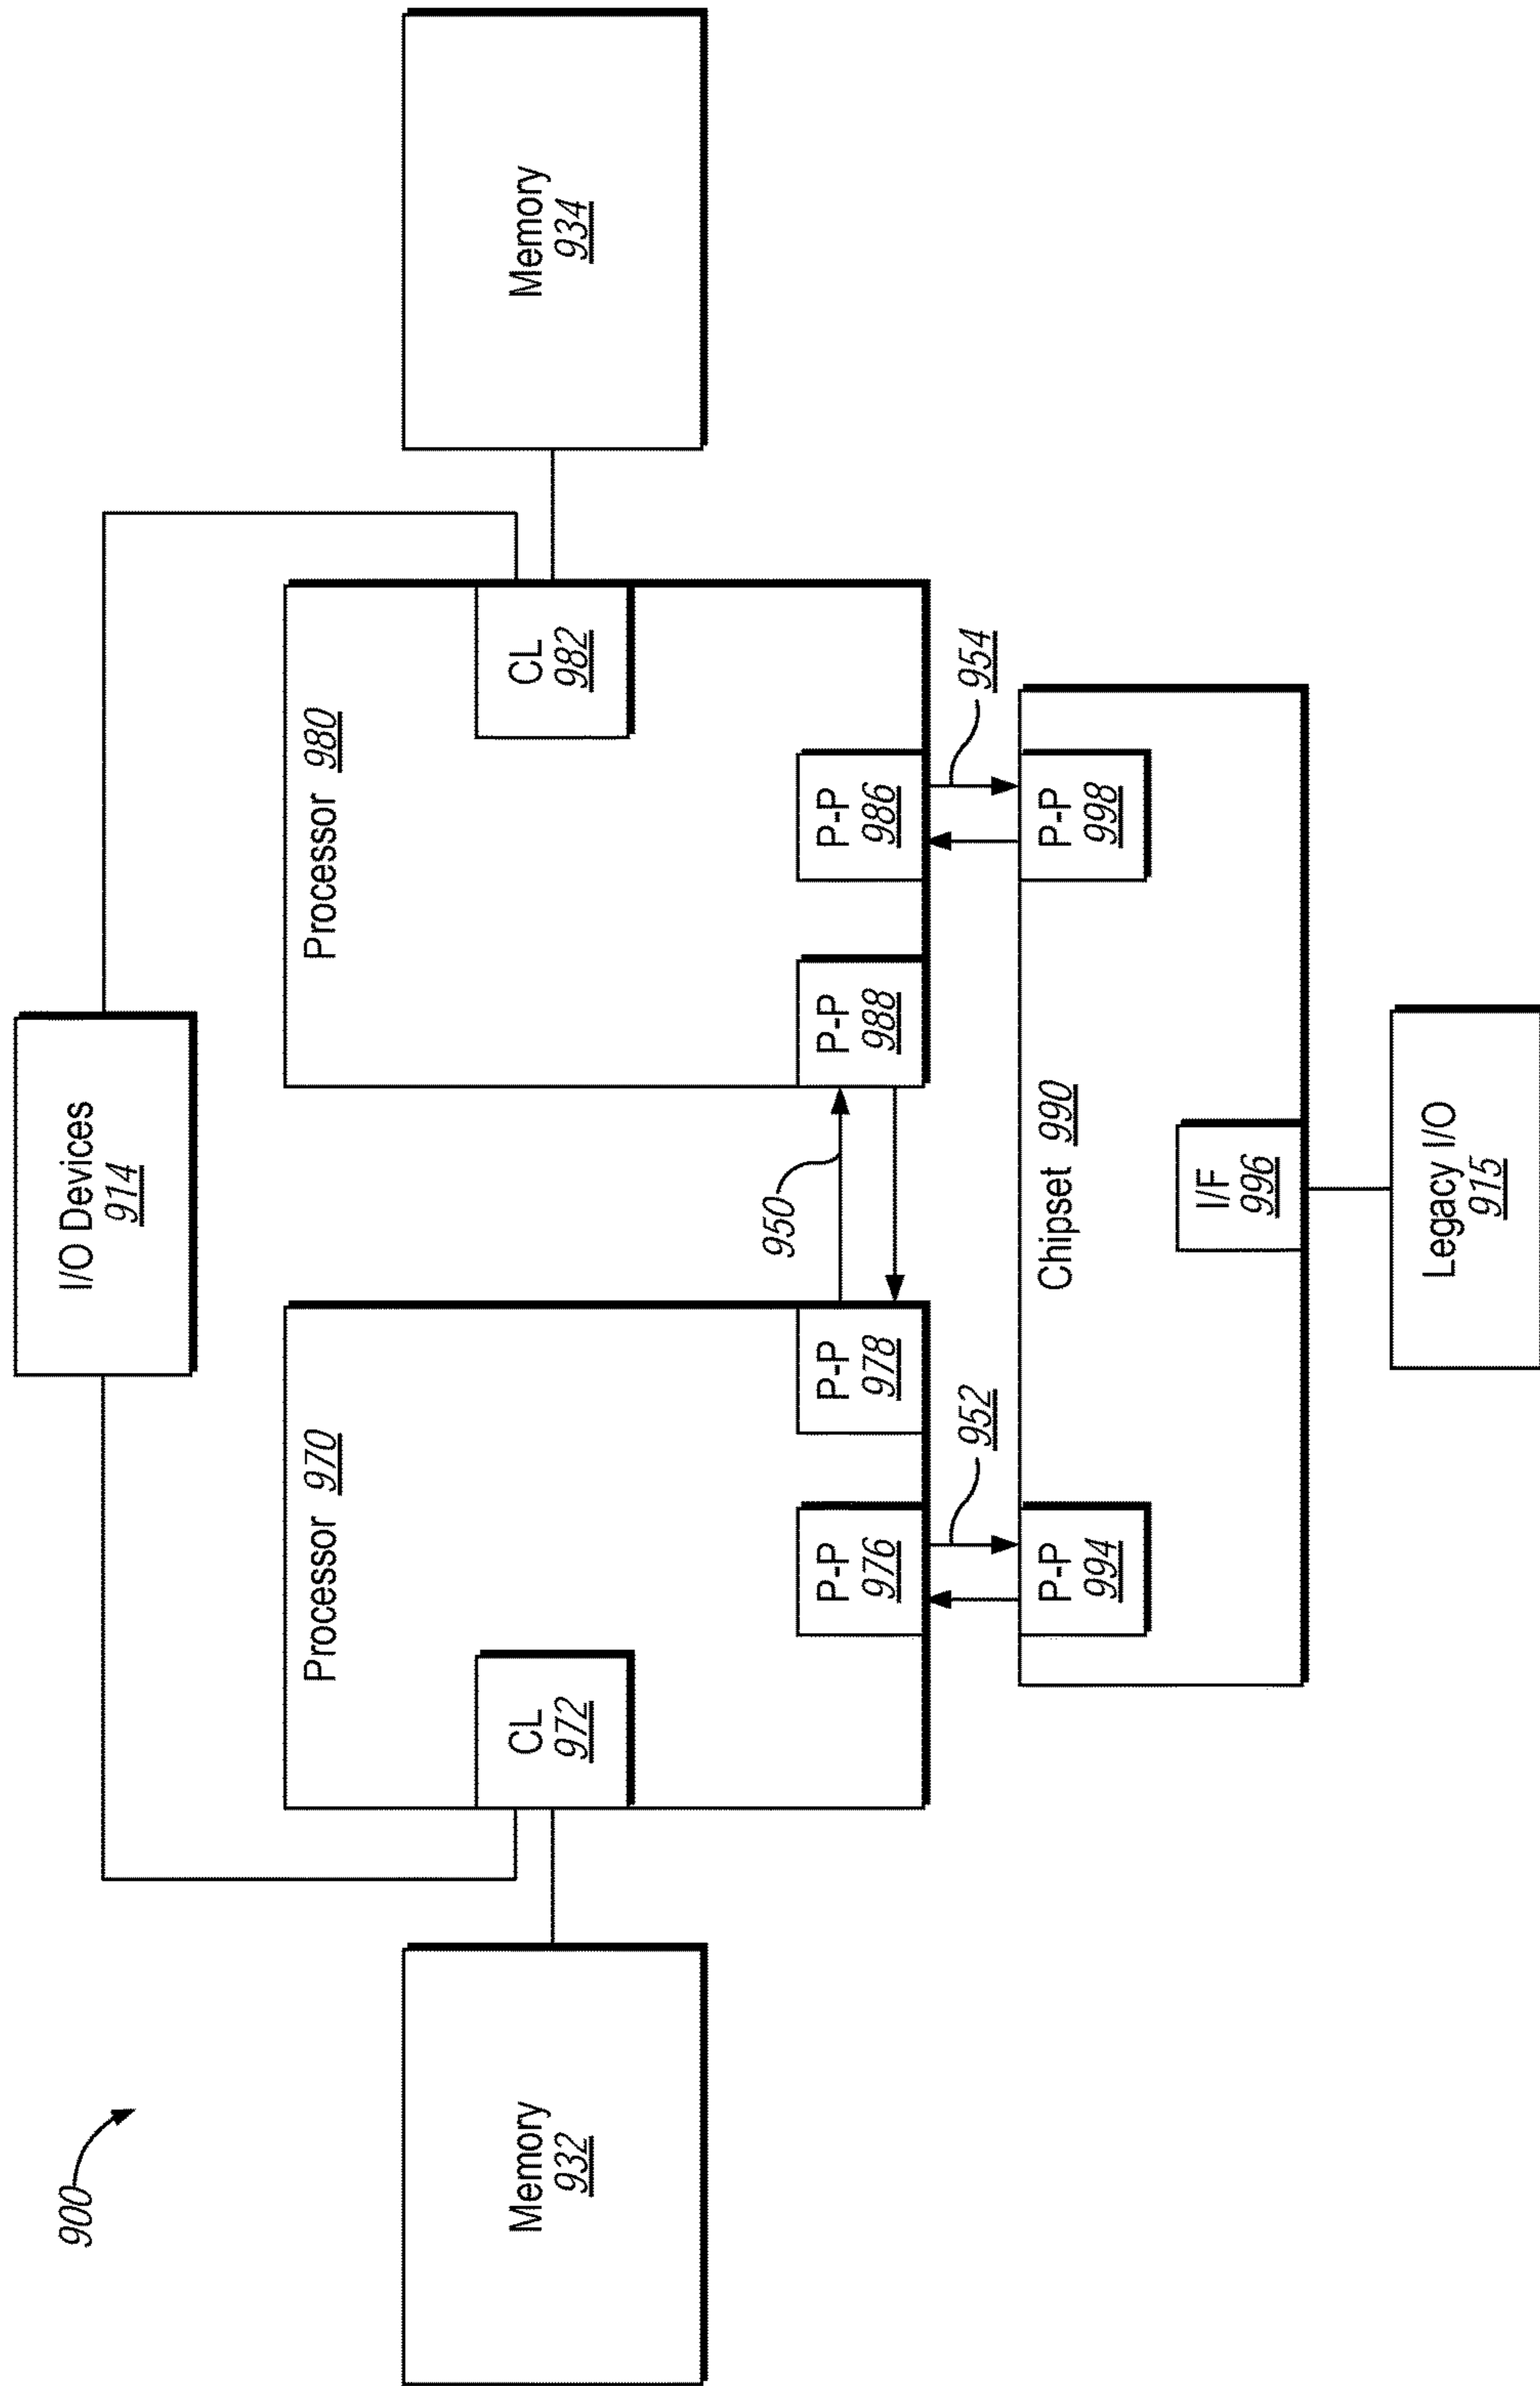 900
I/O Devices
914
Processor 970
Processor 980
Memory
932
CL
972
CL
982
Memory
934
950
P-P
976
P-P
978
P-P
988
P-P
986
952
954
P-P
994
Chipset 990
P-P
998
I/F
996
Legacy I/O
915